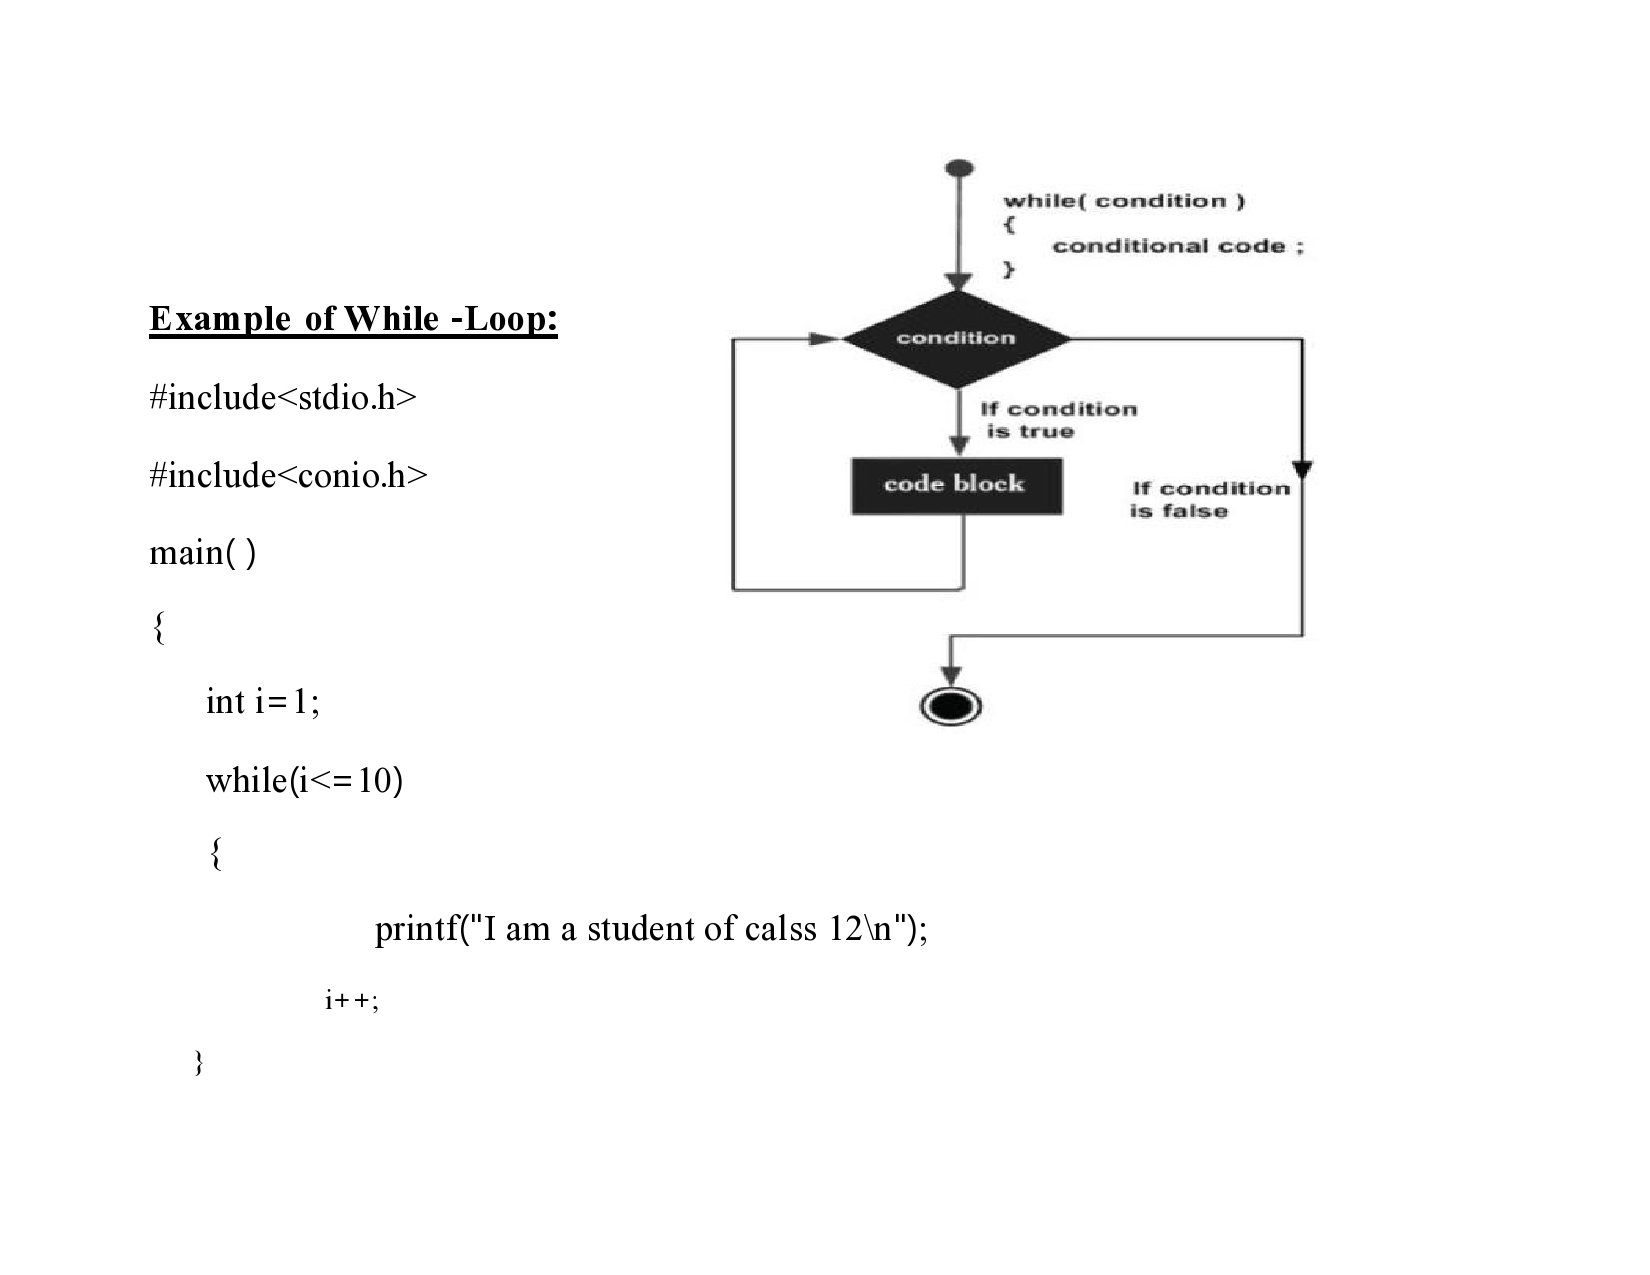 while( condition )
{
conditional code ;
}
Example of While -Loop:
condition
#include<stdio.h>
If condition
is true
#include<conio.h>
code block
If condition
is false
main( )
{
int i=1;
while(i<=10)
{
printf("I am a student of calss 12\n");
i++;
}